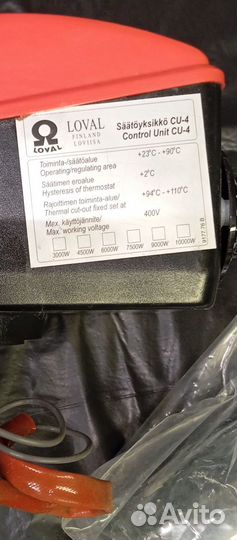 LOVAL
LOVAL
FINLAND
LOVIISA
Säätöyksikkö CU-4
Control Unit CU-4
Toiminta-/säätöalue
Operating/regulating area
+23°C - +90°C
Säätimen eroalue
Hysteresis of thermostat
+2°C
Rajoittimen toiminta-alue/
Thermal cut-out fixed set at
+94°C - +110°C
Max. käyttöjännite/
Max. working voltage
400V
3000W 4500W 6000W 7500W 9000W 10000W
9177 76 B
Avito